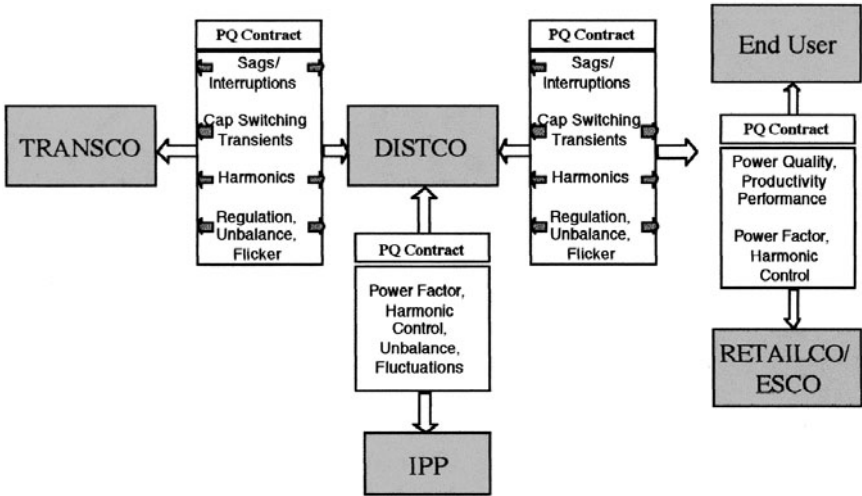 PQ Contract
Sags/
Interruptions
Cap Switching
Transients
Harmonics
Regulation,
Unbalance,
Flicker
TRANSCO
DISTCO
PQ Contract
Power Factor,
Harmonic
Control,
Unbalance,
Fluctuations
IPP
PQ Contract
Sags/
Interruptions
Cap Switching
Transients
Harmonics
Regulation,
Unbalance,
Flicker
End User
PQ Contract
Power Quality,
Productivity
Performance
Power Factor,
Harmonic
Control
RETAILCO/
ESCO